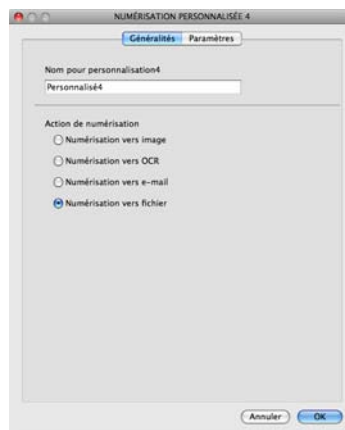 NUMÉRISATION PERSONNALISÉE 4
Généralités Paramètres
Nom pour personnalisation4
Personnalisé4
Action de numérisation
Numérisation vers image
Numérisation vers OCR
Numérisation vers e-mail
Numérisation vers fichier
Annuler OK